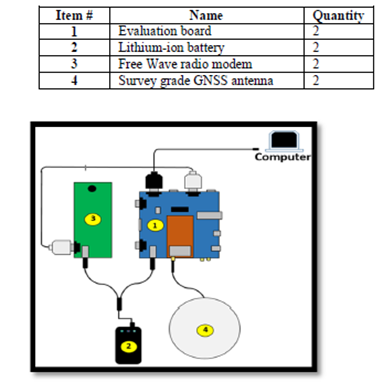 Item # Name Quantity
1 Evaluation board 2
2 Lithium-ion battery 2
3 Free Wave radio modem 2
4 Survey grade GNSS antenna 2
Computer
3
1
4
2